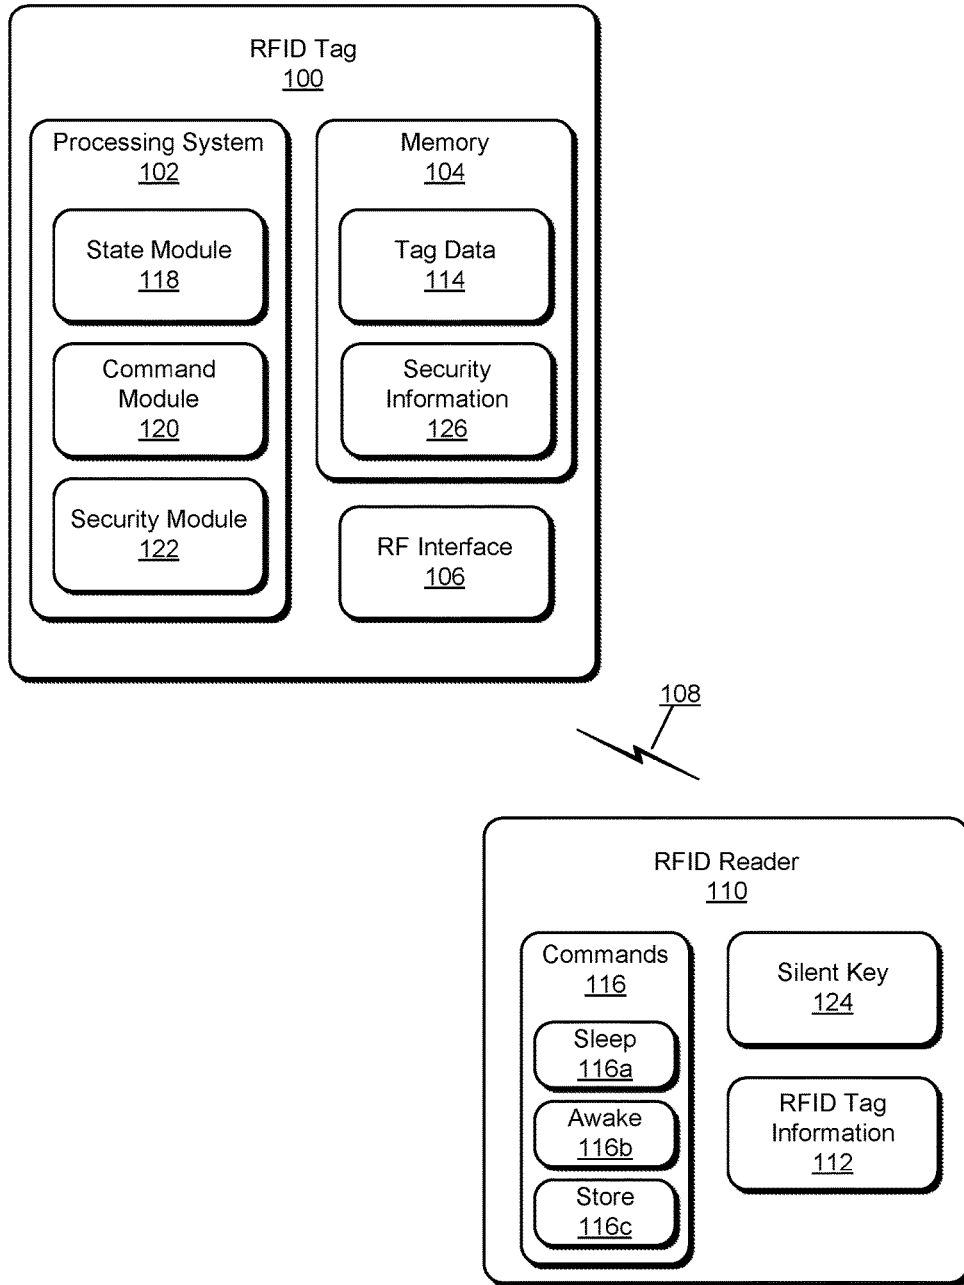 RFID Tag
100
Processing System
102
State Module
118
Command
Module
120
Security Module
122
Memory
104
Tag Data
114
Security
Information
126
RF Interface
106
108
RFID Reader
110
Commands
116
Sleep
116a
Awake
116b
Store
116c
Silent Key
124
RFID Tag
Information
112